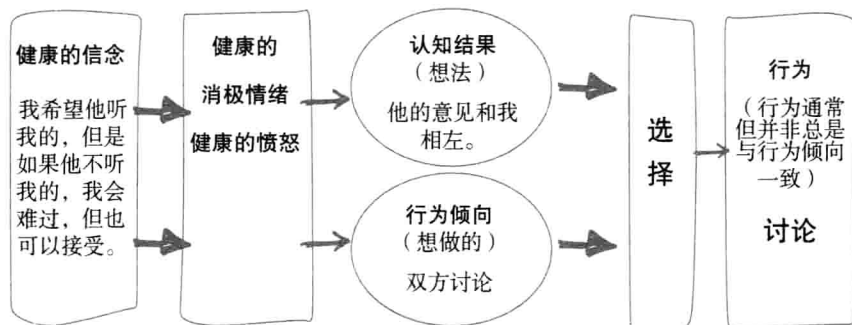 健康的信念
我希望他听
我的，但是
如果他不听
我的，我会
难过，但也
可以接受。
健康的
消极情绪
健康的愤怒
认知结果
（想法）
他的意见和我
相左。
行为倾向
（想做的）
双方讨论
选
择
行为
（行为通常
但并非总是
与行为倾向
一致）
讨论